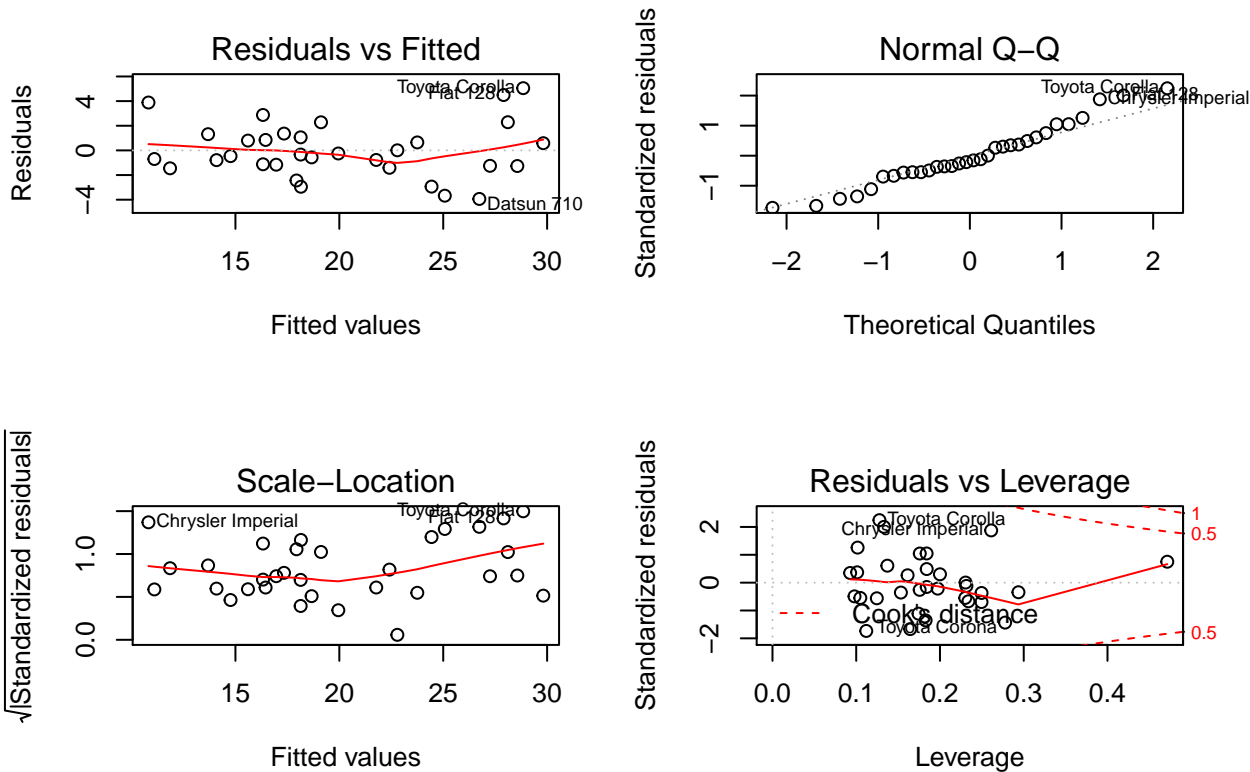 Residuals vs Fitted
Residuals
−4
0
4
Toyota Corolla
Fiat 128
Datsun 710
15
20
25
30
Fitted values
Normal Q−Q
Standardized residuals
−1
1
Toyota Corolla
Fiat 128
Chrysler Imperial
−2
−1
0
1
2
Theoretical Quantiles
Scale−Location
√|Standardized residuals|
0.0
1.0
Chrysler Imperial
Toyota Corolla
Fiat 128
15
20
25
30
Fitted values
Residuals vs Leverage
Standardized residuals
−2
0
2
Toyota Corolla
Chrysler Imperial
Cook's distance
Toyota Corona
1
0.5
0.5
0.0
0.1
0.2
0.3
0.4
Leverage